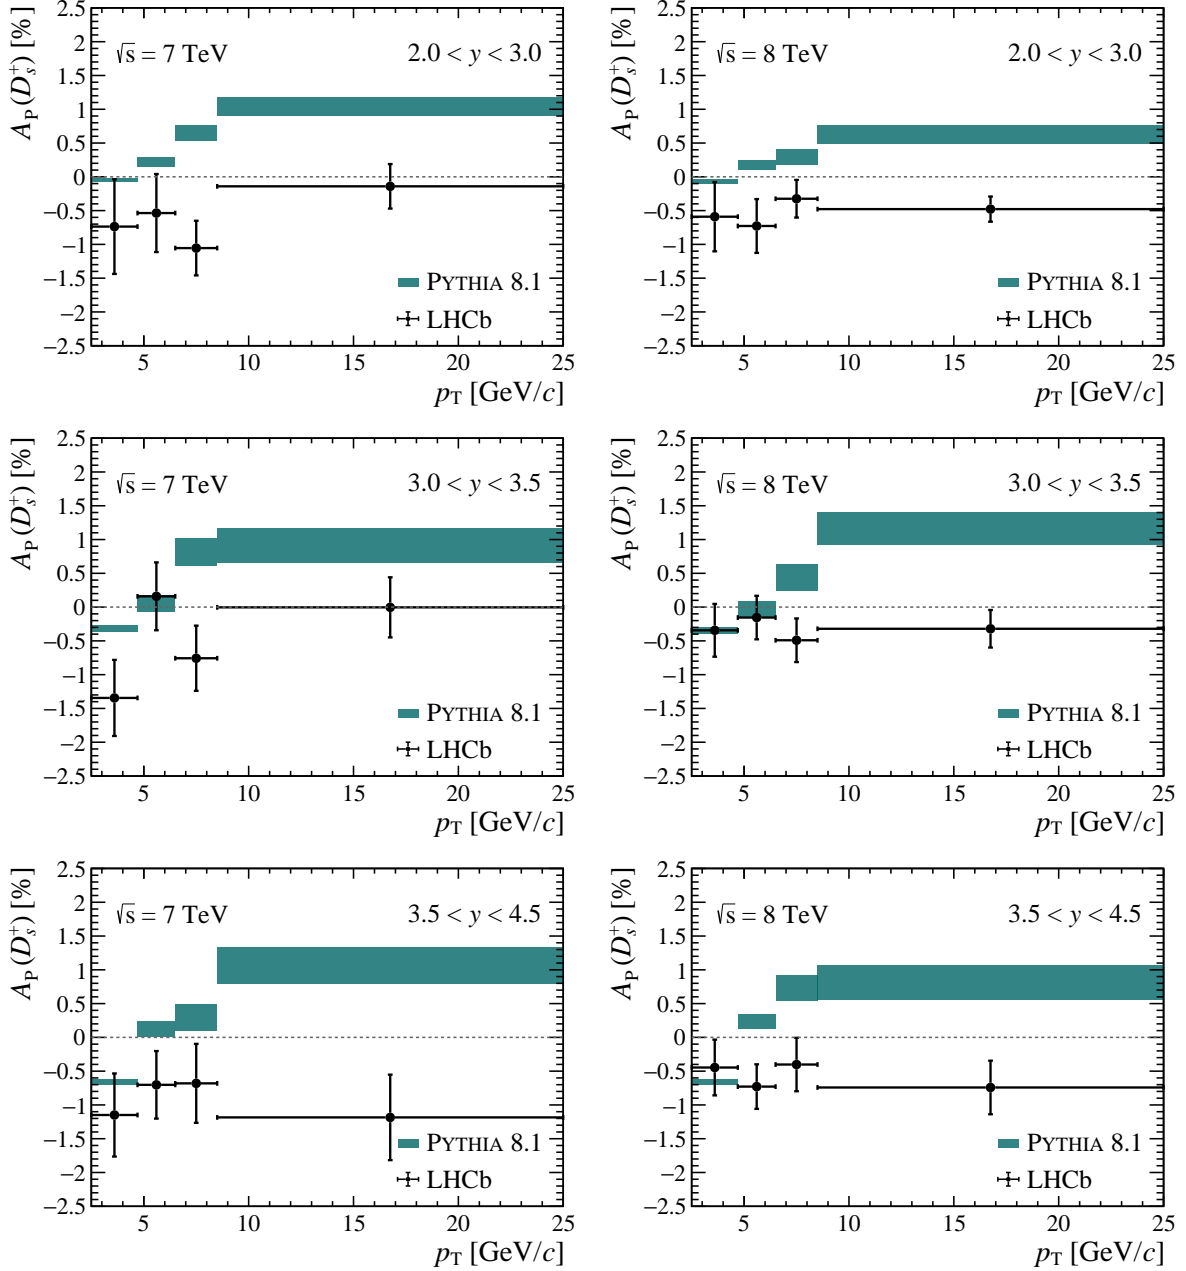 A_P(D_s^+) [%]
2.5
2
1.5
1
0.5
0
−0.5
−1
−1.5
−2
−2.5
√s = 7 TeV
2.0 < y < 3.0
PYTHIA 8.1
LHCb
5
10
15
20
25
p_T [GeV/c]
A_P(D_s^+) [%]
2.5
2
1.5
1
0.5
0
−0.5
−1
−1.5
−2
−2.5
√s = 8 TeV
2.0 < y < 3.0
PYTHIA 8.1
LHCb
5
10
15
20
25
p_T [GeV/c]
A_P(D_s^+) [%]
2.5
2
1.5
1
0.5
0
−0.5
−1
−1.5
−2
−2.5
√s = 7 TeV
3.0 < y < 3.5
PYTHIA 8.1
LHCb
5
10
15
20
25
p_T [GeV/c]
A_P(D_s^+) [%]
2.5
2
1.5
1
0.5
0
−0.5
−1
−1.5
−2
−2.5
√s = 8 TeV
3.0 < y < 3.5
PYTHIA 8.1
LHCb
5
10
15
20
25
p_T [GeV/c]
A_P(D_s^+) [%]
2.5
2
1.5
1
0.5
0
−0.5
−1
−1.5
−2
−2.5
√s = 7 TeV
3.5 < y < 4.5
PYTHIA 8.1
LHCb
5
10
15
20
25
p_T [GeV/c]
A_P(D_s^+) [%]
2.5
2
1.5
1
0.5
0
−0.5
−1
−1.5
−2
−2.5
√s = 8 TeV
3.5 < y < 4.5
PYTHIA 8.1
LHCb
5
10
15
20
25
p_T [GeV/c]